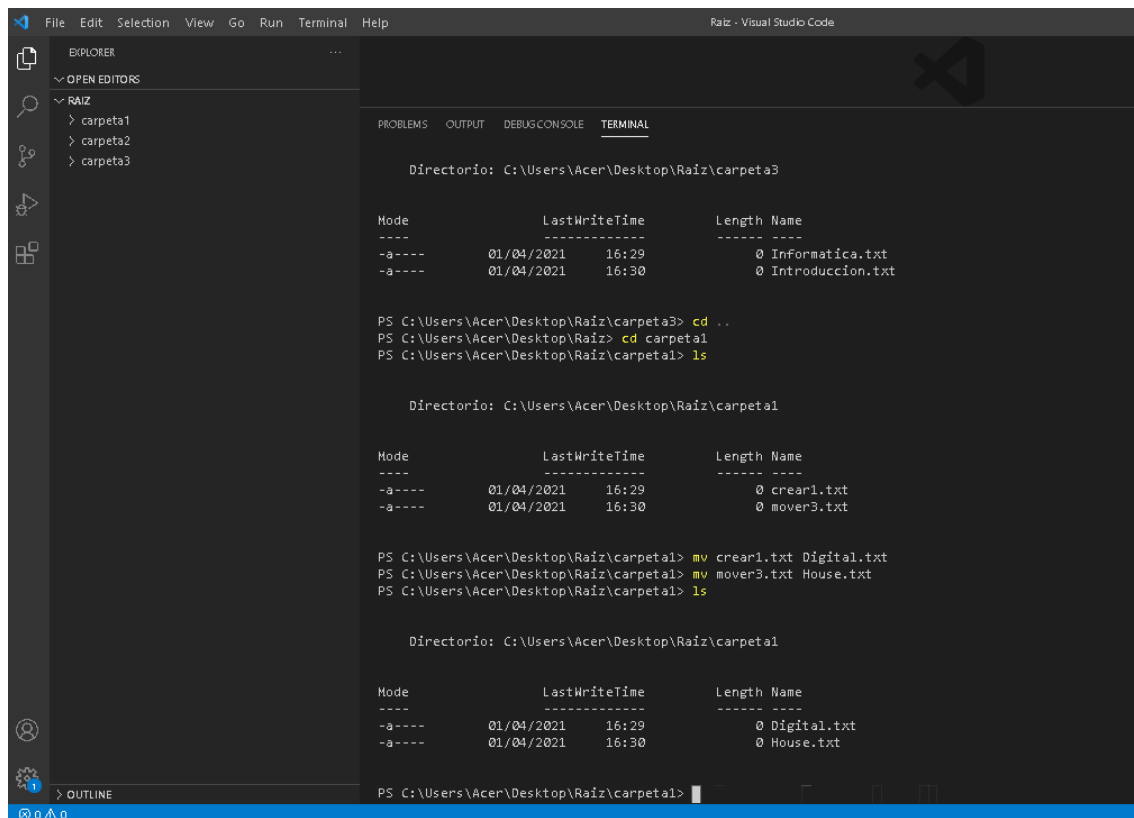 File Edit Selection View Go Run Terminal Help Raiz - Visual Studio Code
EXPLORER ...
OPEN EDITORS
RAIZ
carpeta1
carpeta2
carpeta3
PROBLEMS OUTPUT DEBUG CONSOLE TERMINAL
Directorio: C:\Users\Acer\Desktop\Raiz\carpeta3
Mode LastWriteTime Length Name
---- ------------- ------ ----
-a---- 01/04/2021 16:29 0 Informatica.txt
-a---- 01/04/2021 16:30 0 Introduccion.txt
PS C:\Users\Acer\Desktop\Raiz\carpeta3> cd ..
PS C:\Users\Acer\Desktop\Raiz> cd carpeta1
PS C:\Users\Acer\Desktop\Raiz\carpeta1> ls
Directorio: C:\Users\Acer\Desktop\Raiz\carpeta1
Mode LastWriteTime Length Name
---- ------------- ------ ----
-a---- 01/04/2021 16:29 0 crear1.txt
-a---- 01/04/2021 16:30 0 mover3.txt
PS C:\Users\Acer\Desktop\Raiz\carpeta1> mv crear1.txt Digital.txt
PS C:\Users\Acer\Desktop\Raiz\carpeta1> mv mover3.txt House.txt
PS C:\Users\Acer\Desktop\Raiz\carpeta1> ls
Directorio: C:\Users\Acer\Desktop\Raiz\carpeta1
Mode LastWriteTime Length Name
---- ------------- ------ ----
-a---- 01/04/2021 16:29 0 Digital.txt
-a---- 01/04/2021 16:30 0 House.txt
PS C:\Users\Acer\Desktop\Raiz\carpeta1>
1
OUTLINE
0 0